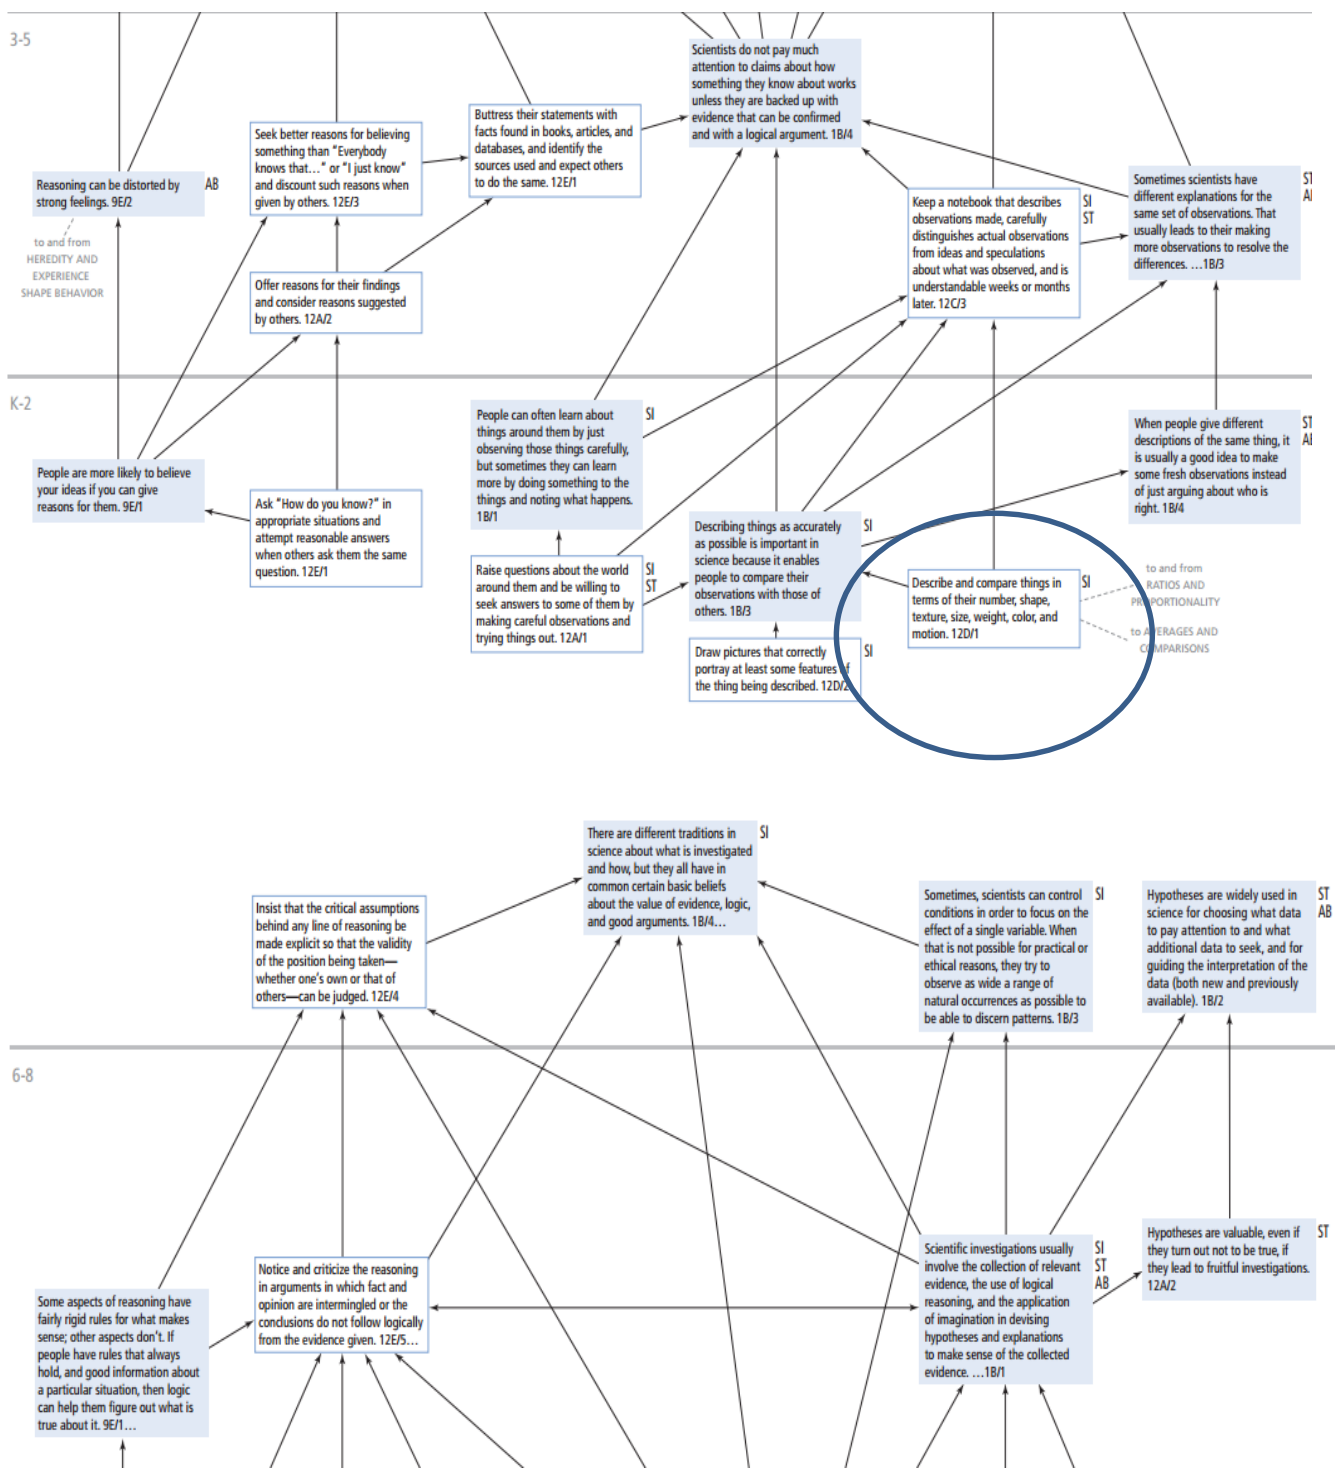 3-5
Scientists do not pay much
attention to claims about how
something they know about works
unless they are backed up with
evidence that can be confirmed
and with a logical argument. 1B/4
Buttress their statements with
facts found in books, articles, and
databases, and identify the
sources used and expect others
to do the same. 12E/1
Seek better reasons for believing
something than "Everybody
knows that..." or "I just know"
and discount such reasons when
given by others. 12E/3
Reasoning can be distorted by
strong feelings. 9E/2
AB
to and from
HEREDITY AND
EXPERIENCE
SHAPE BEHAVIOR
Offer reasons for their findings
and consider reasons suggested
by others. 12A/2
Keep a notebook that describes
observations made, carefully
distinguishes actual observations
from ideas and speculations
about what was observed, and is
understandable weeks or months
later. 12C/3
SI
ST
Sometimes scientists have
different explanations for the
same set of observations. That
usually leads to their making
more observations to resolve the
differences. ...1B/3
ST
K-2
People can often learn about
things around them by just
observing those things carefully,
but sometimes they can learn
more by doing something to the
things and noting what happens.
1B/1
SI
When people give different
descriptions of the same thing, it
is usually a good idea to make
some fresh observations instead
of just arguing about who is
right. 1B/4
ST
People are more likely to believe
your ideas if you can give
reasons for them. 9E/1
Ask "How do you know?" in
appropriate situations and
attempt reasonable answers
when others ask them the same
question. 12E/1
Raise questions about the world
around them and be willing to
seek answers to some of them by
making careful observations and
trying things out. 12A/1
SI
ST
Describing things as accurately
as possible is important in
science because it enables
people to compare their
observations with those of
others. 1B/3
SI
Describe and compare things in
terms of their number, shape,
texture, size, weight, color, and
motion. 12D/1
SI
to and from
RATIOS AND
PROPORTIONALITY
to AVERAGES AND
COMPARISONS
Draw pictures that correctly
portray at least some features of
the thing being described. 12D/2
SI
There are different traditions in
science about what is investigated
and how, but they all have in
common certain basic beliefs
about the value of evidence, logic,
and good arguments. 1B/4...
SI
Insist that the critical assumptions
behind any line of reasoning be
made explicit so that the validity
of the position being taken—
whether one's own or that of
others—can be judged. 12E/4
Sometimes, scientists can control
conditions in order to focus on the
effect of a single variable. When
that is not possible for practical or
ethical reasons, they try to
observe as wide a range of
natural occurrences as possible to
be able to discern patterns. 1B/3
SI
Hypotheses are widely used in
science for choosing what data
to pay attention to and what
additional data to seek, and for
guiding the interpretation of the
data (both new and previously
available). 1B/2
ST
AB
6-8
Some aspects of reasoning have
fairly rigid rules for what makes
sense; other aspects don't. If
people have rules that always
hold, and good information about
a particular situation, then logic
can help them figure out what is
true about it. 9E/1...
Notice and criticize the reasoning
in arguments in which fact and
opinion are intermingled or the
conclusions do not follow logically
from the evidence given. 12E/5...
Scientific investigations usually
involve the collection of relevant
evidence, the use of logical
reasoning, and the application
of imagination in devising
hypotheses and explanations
to make sense of the collected
evidence. ...1B/1
SI
ST
AB
Hypotheses are valuable, even if
they turn out not to be true, if
they lead to fruitful investigations.
12A/2
ST